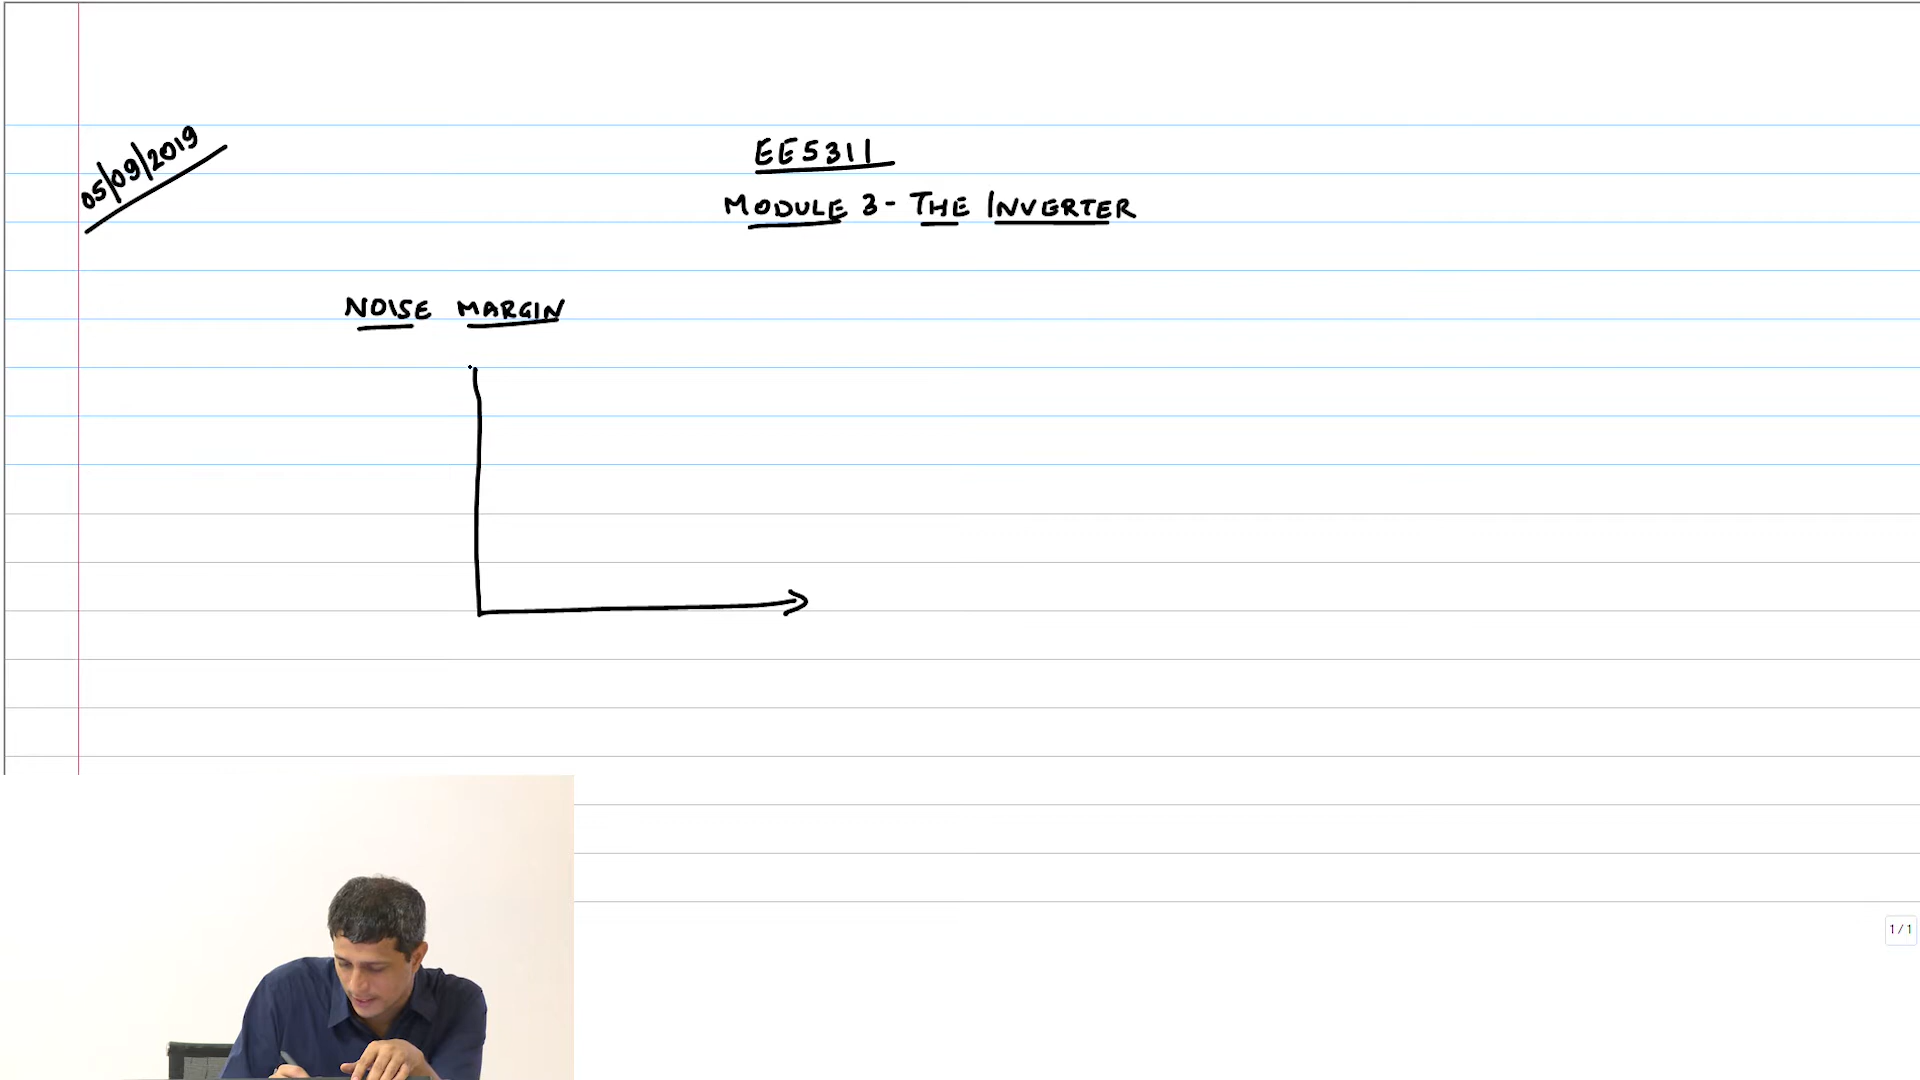 05/09/2019
EE5311
MODULE 3 - THE INVERTER
NOISE MARGIN
1/1